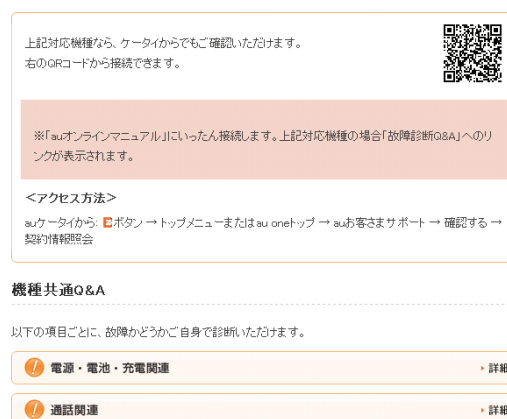 上記対応機種なら、ケータイからでもご確認いただけます。
右のQRコードから接続できます。
※「auオンラインマニュアル」にいったん接続します。上記対応機種の場合「故障診断Q&A」へのリ
ンクが表示されます。
＜アクセス方法＞
auケータイから: ボタン → トップメニューまたはau oneトップ → auお客さまサポート → 確認する →
契約情報照会
機種共通Q&A
以下の項目ごとに、故障かどうかご自身で診断いただけます。
電源・電池・充電関連 詳細
通話関連 詳細